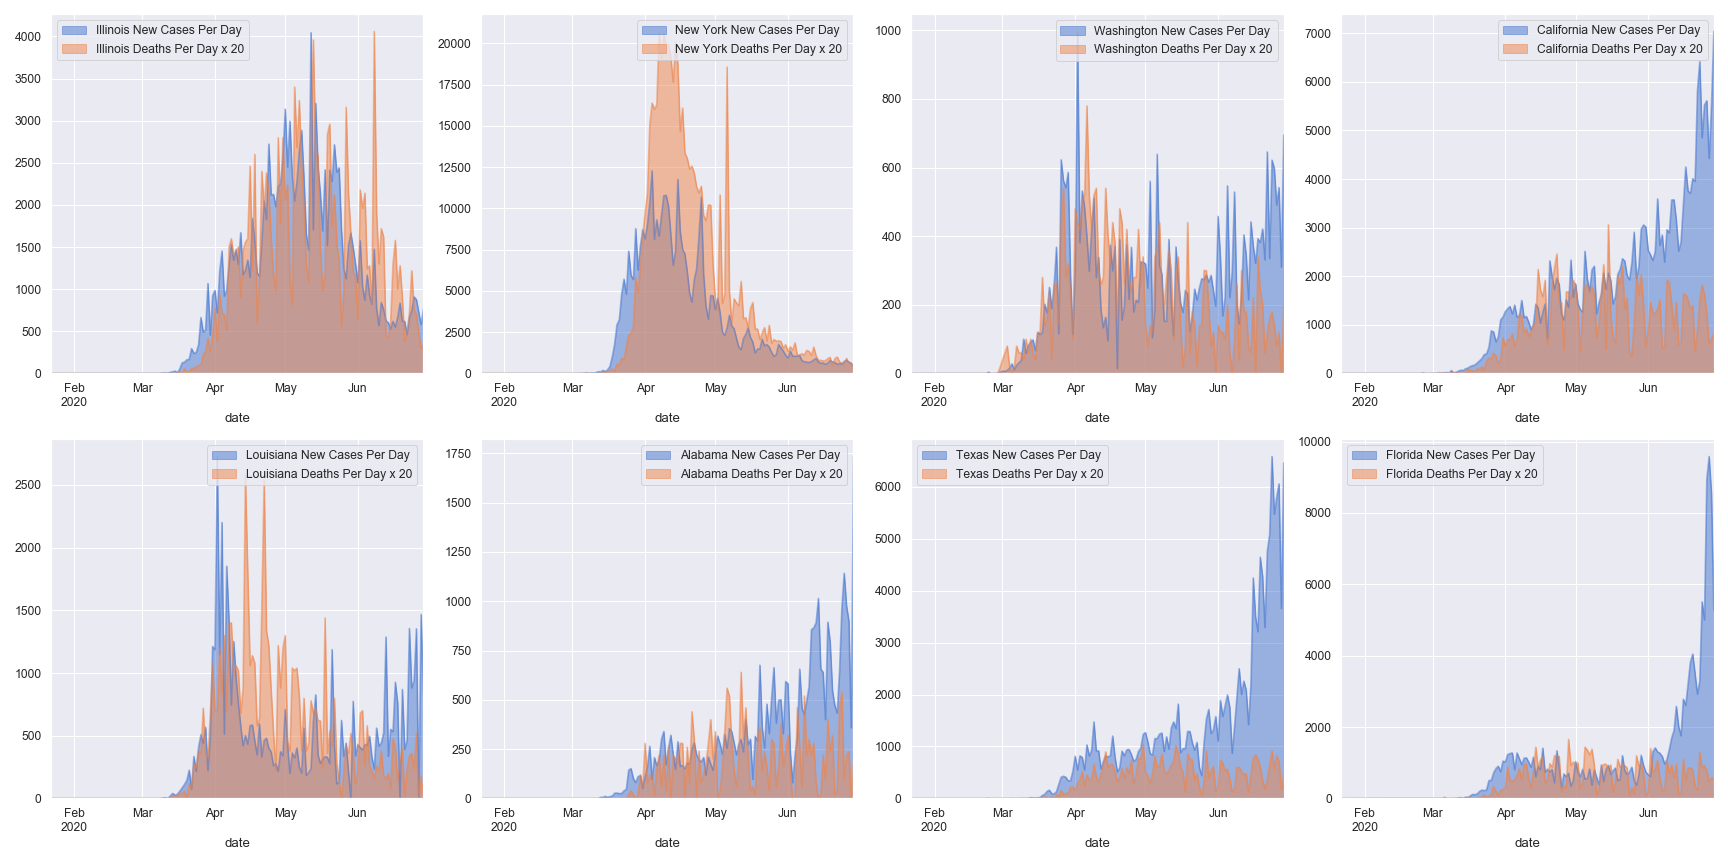 Illinois New Cases Per Day
Illinois Deaths Per Day x 20
4000
3500
3000
2500
2000
1500
1000
500
0
Feb
2020
Mar
Apr
May
Jun
date
New York New Cases Per Day
New York Deaths Per Day x 20
20000
17500
15000
12500
10000
7500
5000
2500
0
Feb
2020
Mar
Apr
May
Jun
date
Washington New Cases Per Day
Washington Deaths Per Day x 20
1000
800
600
400
200
0
Feb
2020
Mar
Apr
May
Jun
date
California New Cases Per Day
California Deaths Per Day x 20
7000
6000
5000
4000
3000
2000
1000
0
Feb
2020
Mar
Apr
May
Jun
date
Louisiana New Cases Per Day
Louisiana Deaths Per Day x 20
2500
2000
1500
1000
500
0
Feb
2020
Mar
Apr
May
Jun
date
Alabama New Cases Per Day
Alabama Deaths Per Day x 20
1750
1500
1250
1000
750
500
250
0
Feb
2020
Mar
Apr
May
Jun
date
Texas New Cases Per Day
Texas Deaths Per Day x 20
6000
5000
4000
3000
2000
1000
0
Feb
2020
Mar
Apr
May
Jun
date
Florida New Cases Per Day
Florida Deaths Per Day x 20
10000
8000
6000
4000
2000
0
Feb
2020
Mar
Apr
May
Jun
date